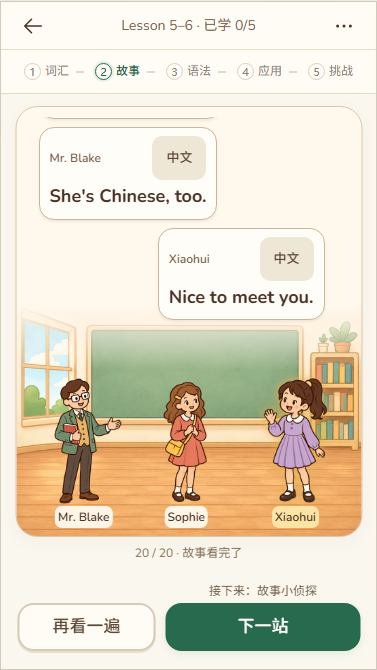 Lesson 5–6 · 已学 0/5
1 词汇 – 2 故事 – 3 语法 – 4 应用 – 5 挑战
Mr. Blake
中文
She's Chinese, too.
Xiaohui
中文
Nice to meet you.
Mr. Blake
Sophie
Xiaohui
20 / 20 · 故事看完了
接下来：故事小侦探
再看一遍
下一站